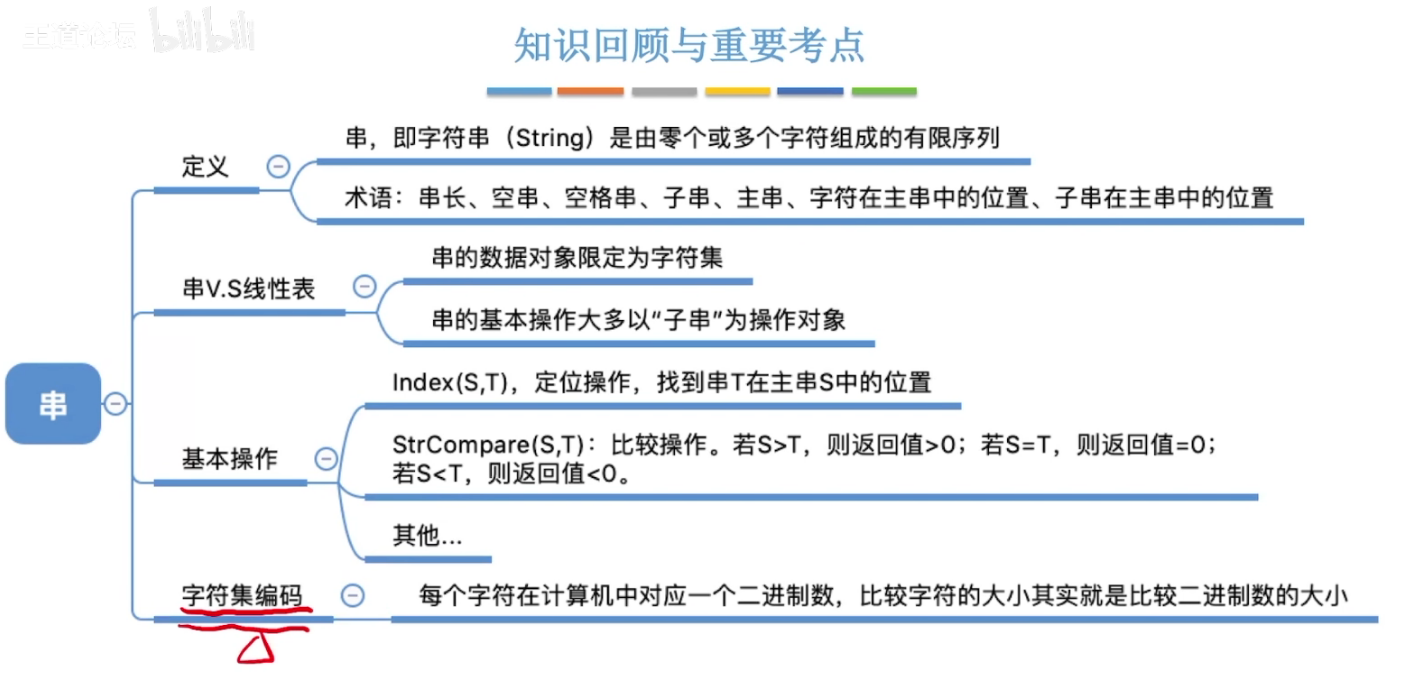 王道论坛 bilibili
知识回顾与重要考点
定义
串，即字符串（String）是由零个或多个字符组成的有限序列
术语：串长、空串、空格串、子串、主串、字符在主串中的位置、子串在主串中的位置
串V.S线性表
串的数据对象限定为字符集
串的基本操作大多以“子串”为操作对象
串
基本操作
Index(S,T)，定位操作，找到串T在主串S中的位置
StrCompare(S,T)：比较操作。若S>T，则返回值>0；若S=T，则返回值=0；
若S<T，则返回值<0。
其他...
字符集编码
每个字符在计算机中对应一个二进制数，比较字符的大小其实就是比较二进制数的大小